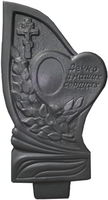 Вечно
в наших
сердцах